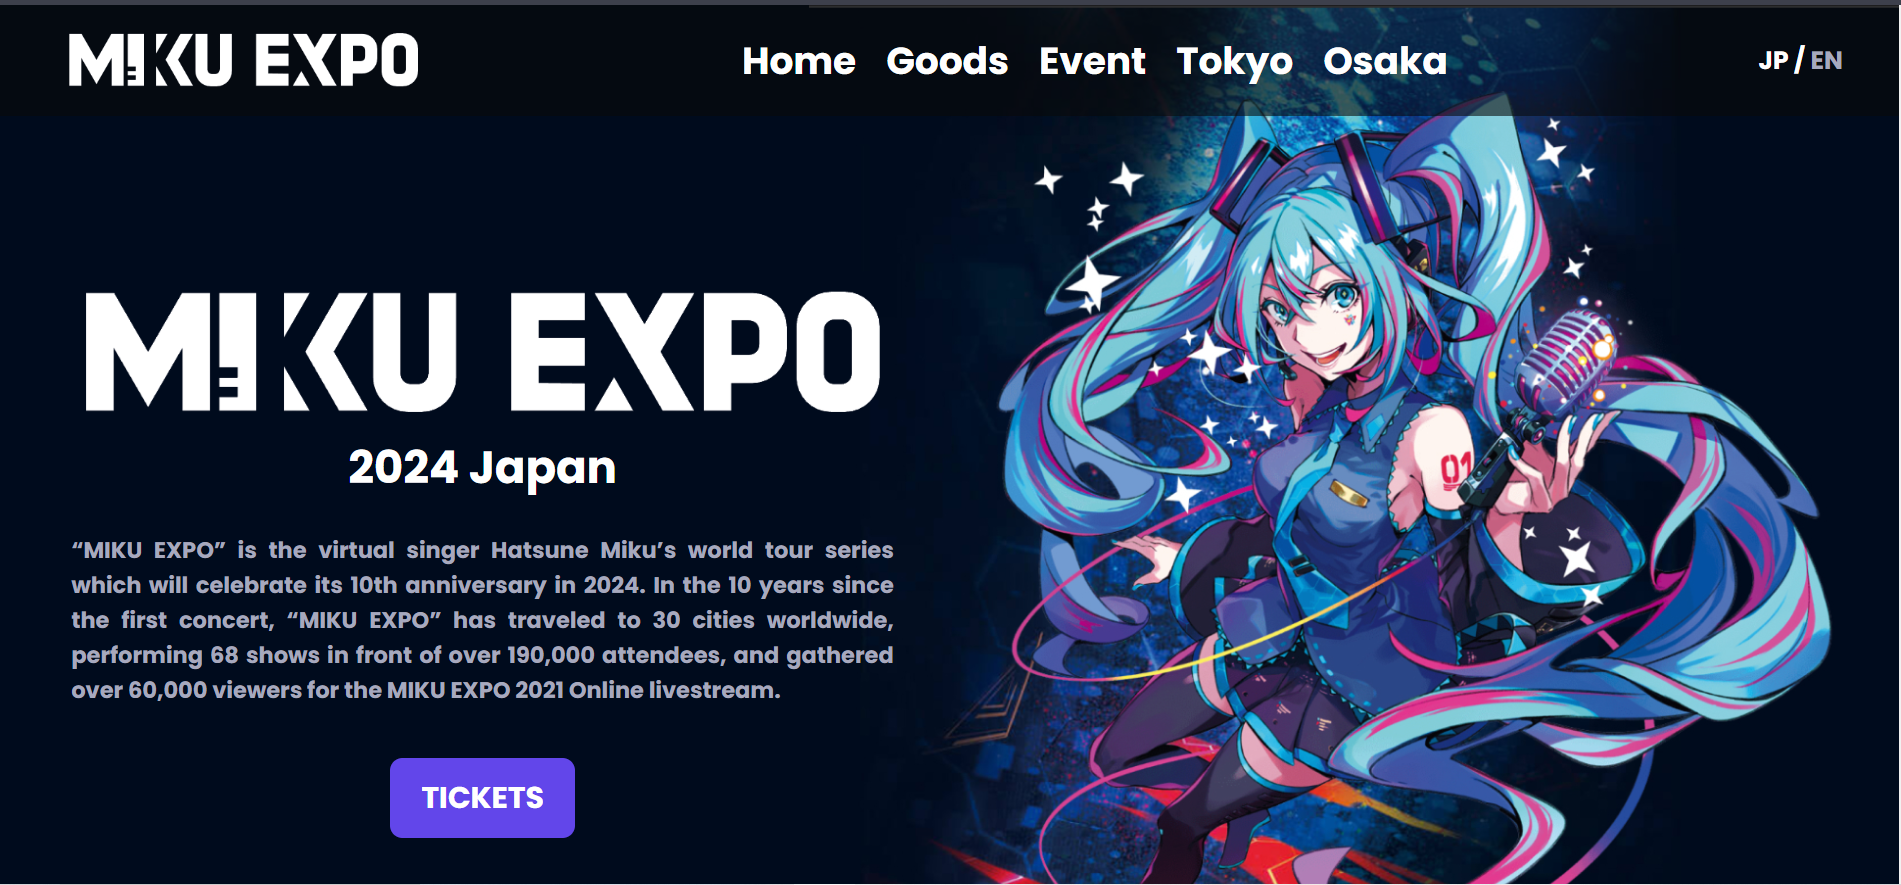 MIKU EXPO
Home Goods Event Tokyo Osaka
JP / EN
MIKU EXPO
2024 Japan
“MIKU EXPO” is the virtual singer Hatsune Miku’s world tour series
which will celebrate its 10th anniversary in 2024. In the 10 years since
the first concert, “MIKU EXPO” has traveled to 30 cities worldwide,
performing 68 shows in front of over 190,000 attendees, and gathered
over 60,000 viewers for the MIKU EXPO 2021 Online livestream.
TICKETS
01